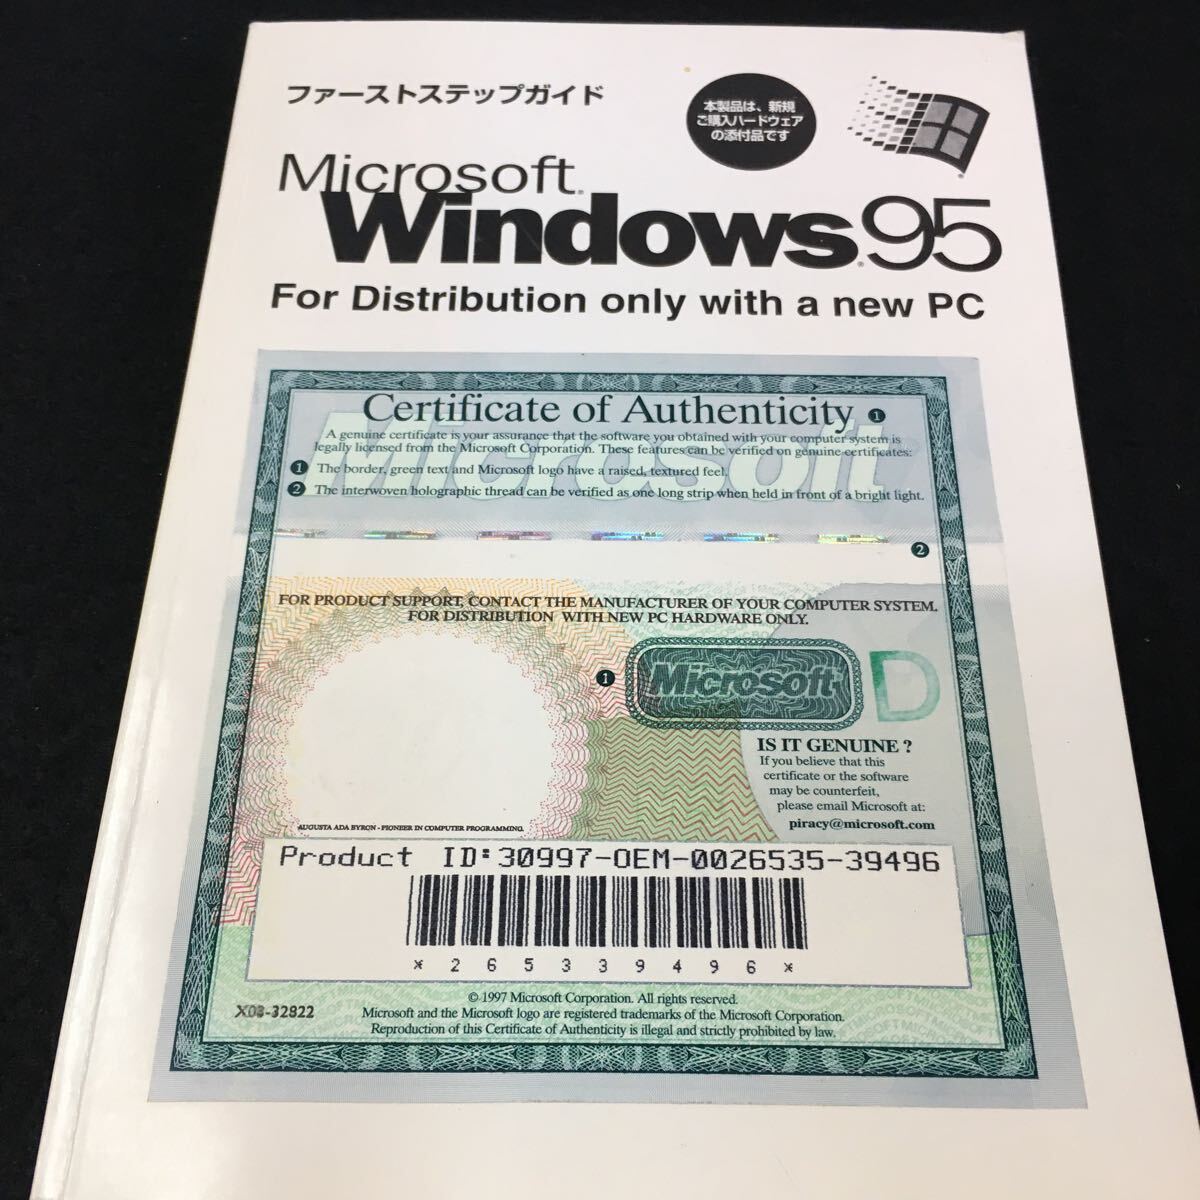 ファーストステップガイド
本製品は、新規
ご購入ハードウェア
の添付品です
Microsoft®
Windows®95
For Distribution only with a new PC
Microsoft
Certificate of Authenticity ❶
A genuine certificate is your assurance that the software you obtained with your computer system is
legally licensed from the Microsoft Corporation. These features can be verified on genuine certificates:
❶ The border, green text and Microsoft logo have a raised, textured feel.
❷ The interwoven holographic thread can be verified as one long strip when held in front of a bright light.
❷
FOR PRODUCT SUPPORT, CONTACT THE MANUFACTURER OF YOUR COMPUTER SYSTEM.
FOR DISTRIBUTION WITH NEW PC HARDWARE ONLY.
❶ Microsoft D
IS IT GENUINE ?
If you believe that this
certificate or the software
may be counterfeit,
please email Microsoft at:
piracy@microsoft.com
AUGUSTA ADA BYRON - PIONEER IN COMPUTER PROGRAMMING.
Product ID:30997-OEM-0026535-39496
*265339496*
X03-32822
© 1997 Microsoft Corporation. All rights reserved.
Microsoft and the Microsoft logo are registered trademarks of the Microsoft Corporation.
Reproduction of this Certificate of Authenticity is illegal and strictly prohibited by law.